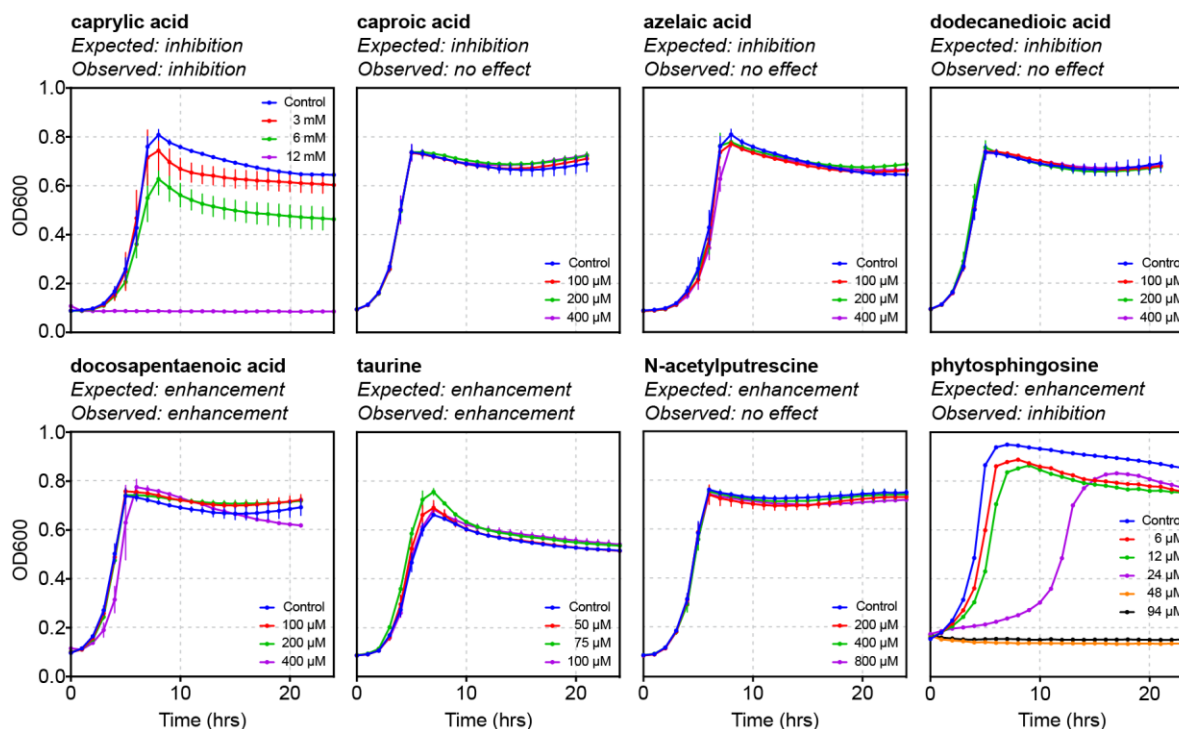 caprylic acid
Expected: inhibition
Observed: inhibition
caproic acid
Expected: inhibition
Observed: no effect
azelaic acid
Expected: inhibition
Observed: no effect
dodecanedioic acid
Expected: inhibition
Observed: no effect
OD600
1.0
0.8
0.6
0.4
0.2
0.0
Control
3 mM
6 mM
12 mM
Control
100 µM
200 µM
400 µM
Control
100 µM
200 µM
400 µM
Control
100 µM
200 µM
400 µM
docosapentaenoic acid
Expected: enhancement
Observed: enhancement
taurine
Expected: enhancement
Observed: enhancement
N-acetylputrescine
Expected: enhancement
Observed: no effect
phytosphingosine
Expected: enhancement
Observed: inhibition
OD600
1.0
0.8
0.6
0.4
0.2
0.0
Control
100 µM
200 µM
400 µM
Control
50 µM
75 µM
100 µM
Control
200 µM
400 µM
800 µM
Control
6 µM
12 µM
24 µM
48 µM
94 µM
0 10 20
0 10 20
0 10 20
0 10 20
Time (hrs)
Time (hrs)
Time (hrs)
Time (hrs)